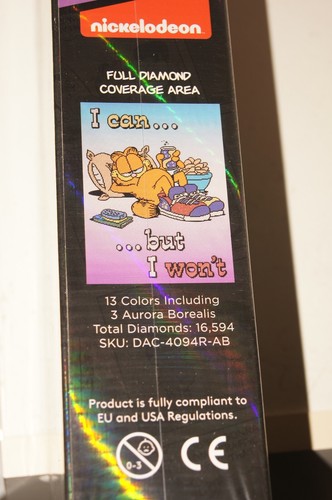 nickelodeon
FULL DIAMOND
COVERAGE AREA
I can...
...but
I won't
13 Colors Including
3 Aurora Borealis
Total Diamonds: 16,594
SKU: DAC-4094R-AB
Product is fully compliant to
EU and USA Regulations.
0-3
CE